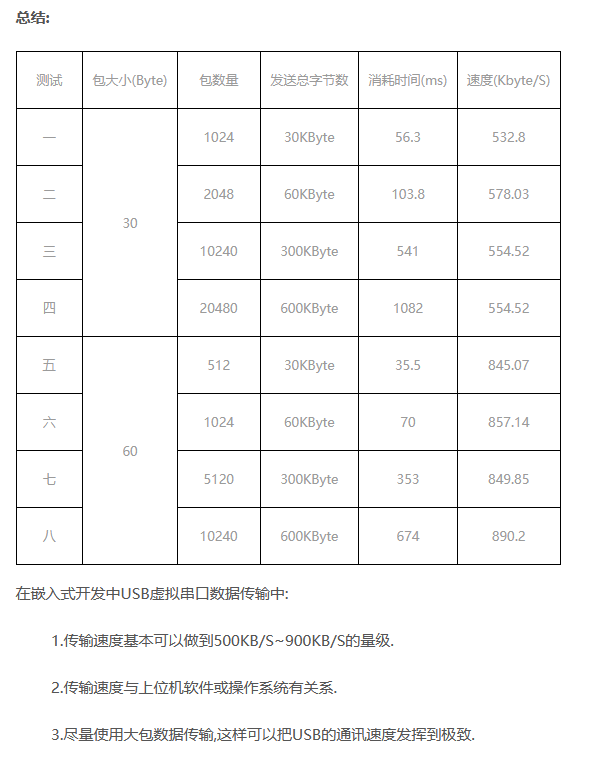 总结:
测试 包大小(Byte) 包数量 发送总字节数 消耗时间(ms) 速度(Kbyte/S)
一 30 1024 30KByte 56.3 532.8
二 2048 60KByte 103.8 578.03
三 10240 300KByte 541 554.52
四 20480 600KByte 1082 554.52
五 60 512 30KByte 35.5 845.07
六 1024 60KByte 70 857.14
七 5120 300KByte 353 849.85
八 10240 600KByte 674 890.2
在嵌入式开发中USB虚拟串口数据传输中:
1.传输速度基本可以做到500KB/S~900KB/S的量级.
2.传输速度与上位机软件或操作系统有关系.
3.尽量使用大包数据传输,这样可以把USB的通讯速度发挥到极致.